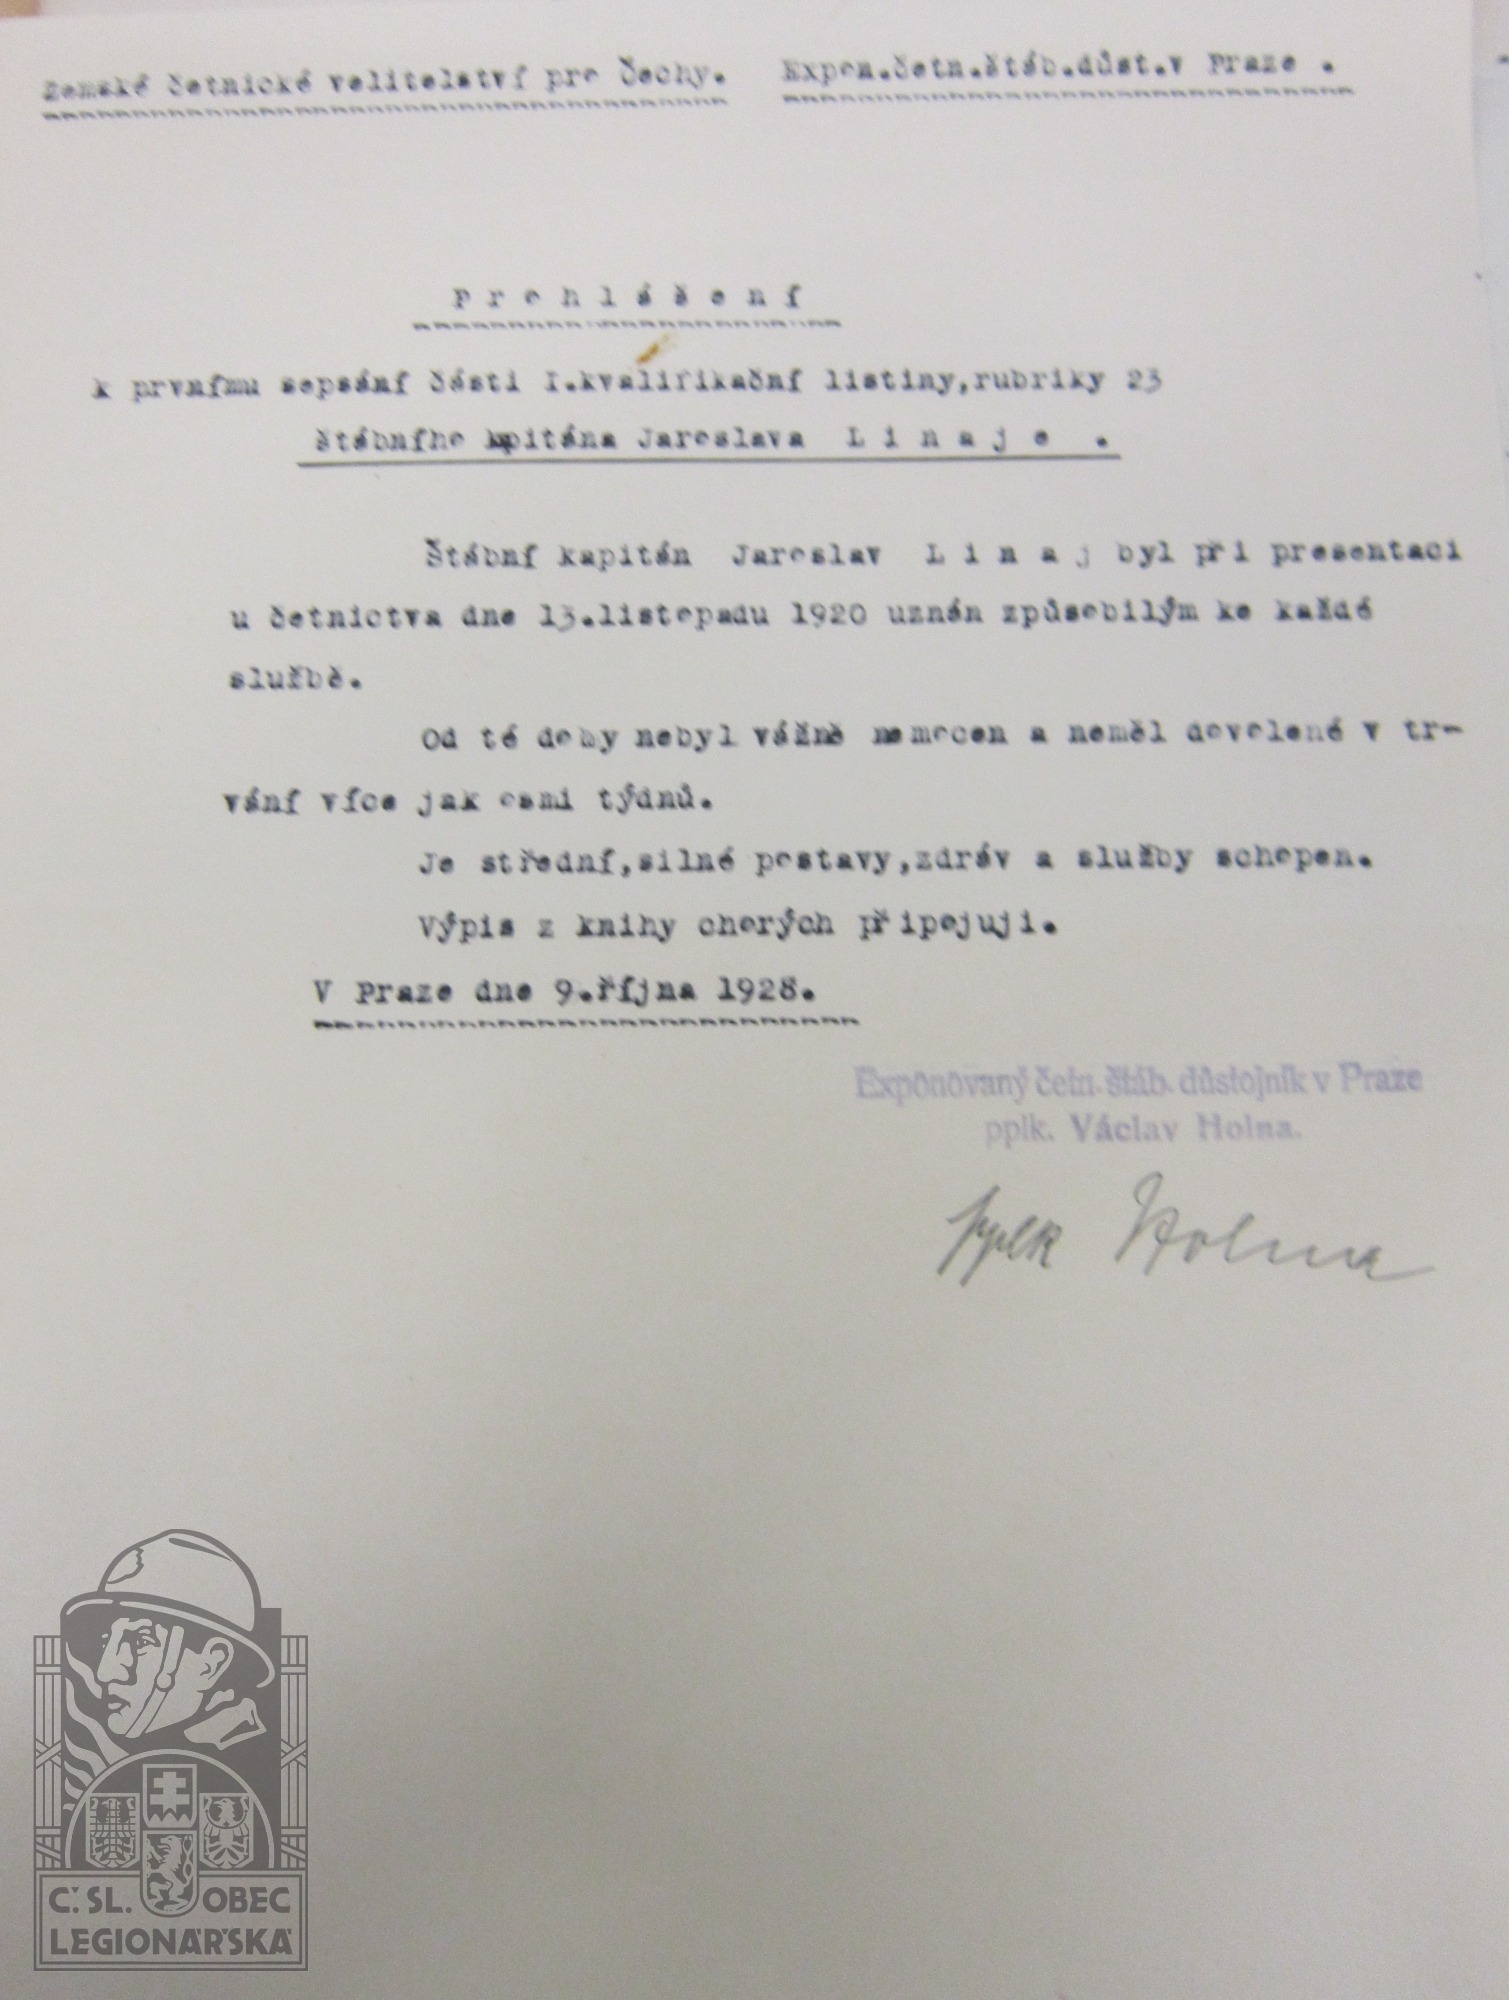 Zemské četnické velitelství pro Čechy. Expon.četn.štáb.důst.v Praze .
P r o h l á š e n í
k prvnímu sepsání části I.kvalifikační listiny,rubriky 23
štábního kapitána Jaroslava L i n a j e .
Štábní kapitán Jaroslav L i n a j byl při presentaci
u četnictva dne 13.listopadu 1920 uznán způsobilým ke každé
službě.
Od té doby nebyl vážně nemocen a neměl dovolené v tr-
vání více jak osmi týdnů.
Je střední,silné postavy,zdráv a služby schopen.
Výpis z knihy chorých připojuji.
V Praze dne 9.října 1928.
Exponovaný četn. štáb. důstojník v Praze
pplk. Václav Holna.
pplk Holna
Č.SL. OBEC
LEGIONÁŘSKÁ